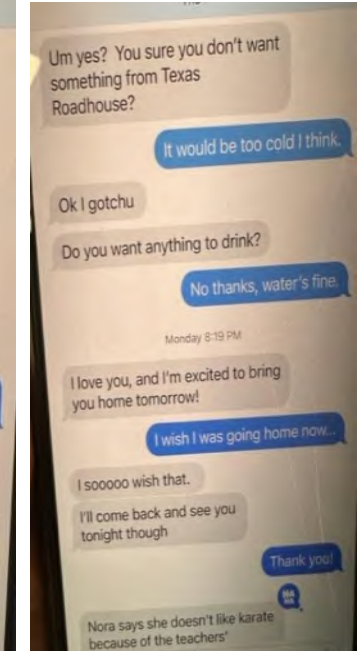 Um yes? You sure you don't want
something from Texas
Roadhouse?
It would be too cold I think.
Ok I gotchu
Do you want anything to drink?
No thanks, water's fine.
Monday 8:19 PM
I love you, and I'm excited to bring
you home tomorrow!
I wish I was going home now...
I sooooo wish that.
I'll come back and see you
tonight though
Thank you!
HA
HA
Nora says she doesn't like karate
because of the teachers'